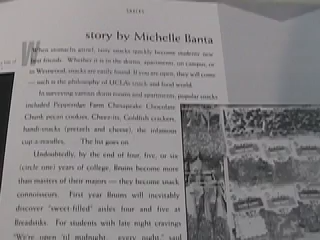 SNACKS
story by Michelle Banta
When stomachs growl, tasty snacks quickly become students' new
best friends. Whether it is in the dorms, apartments, on campus, or
in Westwood, snacks are easily found. If you are open, they will come
— such is the philosophy of UCLA's snack and food world.
In surveying various dorm rooms and apartments, popular snacks
included Pepperidge Farm Chesapeake Chocolate
Chunk pecan cookies, Cheez-its, Goldfish crackers,
handi-snacks (pretzels and cheese), the infamous
cup-a-noodles. The list goes on.
Undoubtedly, by the end of four, five, or six
(circle one) years of college, Bruins become more
than masters of their majors — they become snack
connoisseurs. First year Bruins will inevitably
discover "sweet-filled" aisles four and five at
Breadstiks. For students with late night cravings
"We're open 'til midnight, every night," said